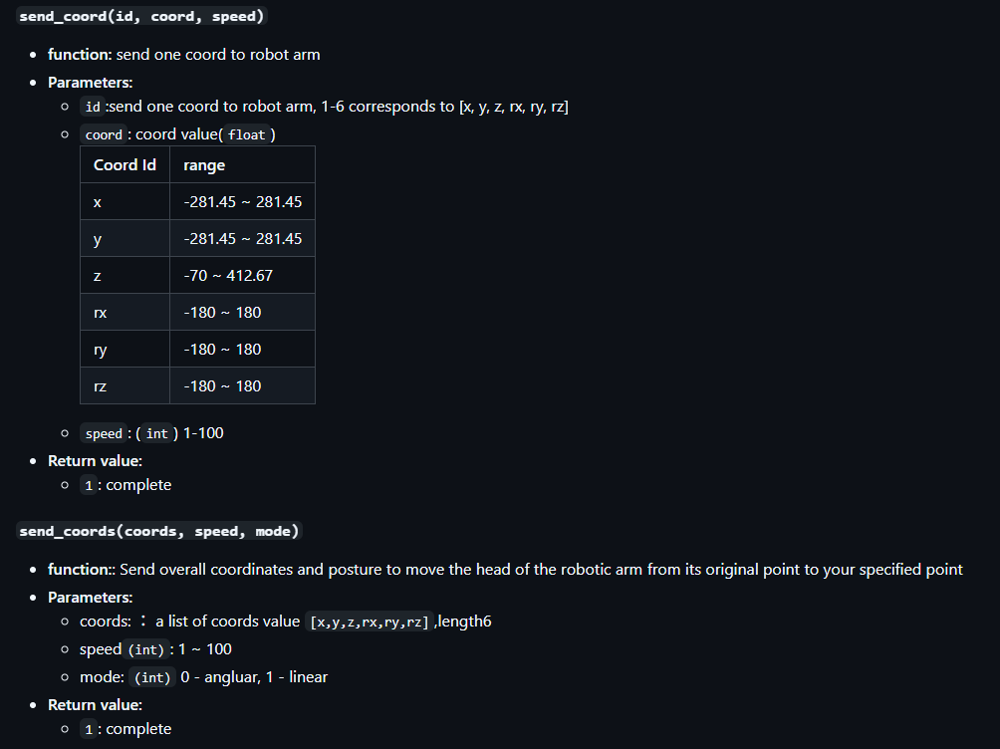 send_coord(id, coord, speed)
function: send one coord to robot arm
Parameters:
id:send one coord to robot arm, 1-6 corresponds to [x, y, z, rx, ry, rz]
coord : coord value( float )
Coord Id range
x -281.45 ~ 281.45
y -281.45 ~ 281.45
z -70 ~ 412.67
rx -180 ~ 180
ry -180 ~ 180
rz -180 ~ 180
speed : ( int ) 1-100
Return value:
1 : complete
send_coords(coords, speed, mode)
function:: Send overall coordinates and posture to move the head of the robotic arm from its original point to your specified point
Parameters:
coords: ： a list of coords value [x,y,z,rx,ry,rz] ,length6
speed (int) : 1 ~ 100
mode: (int) 0 - angluar, 1 - linear
Return value:
1 : complete